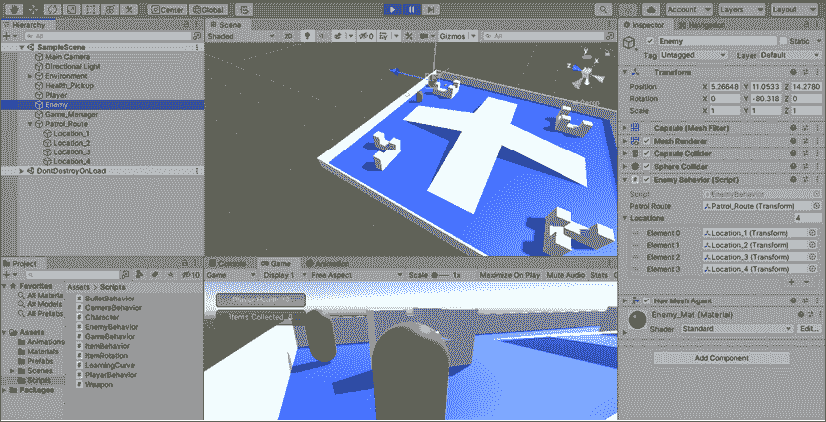 Center Global
Account Layers Layout
Hierarchy
All
SampleScene
Main Camera
Directional Light
Environment
Health_Pickup
Player
Enemy
Game_Manager
Patrol_Route
Location_1
Location_2
Location_3
Location_4
DontDestroyOnLoad
Scene
Shaded 2D 0 Gizmos All
Persp
Project
10
Favorites
All Materia
All Models
All Prefabs
Assets
Animations
Materials
Prefabs
Scenes
Scripts
Packages
Assets > Scripts
BulletBehavior
CameraBehavior
Character
EnemyBehavior
GameBehavior
ItemBehavior
ItemRotation
LearningCurve
PlayerBehavior
Weapon
Console Game Animation
Game Display 1 Free Aspect Scale 1x Maximize On Play Mute Audio Stats
Items Collected: 0
Inspector Navigation
Enemy Static
Tag Untagged Layer Default
Transform
Position X 5.26648 Y 11.0533 Z 14.2780
Rotation X 0 Y -80.318 Z 0
Scale X 1 Y 1 Z 1
Capsule (Mesh Filter)
Mesh Renderer
Capsule Collider
Sphere Collider
Enemy Behavior (Script)
Script EnemyBehavior
Patrol Route Patrol_Route (Transform)
Locations 4
Element 0 Location_1 (Transform)
Element 1 Location_2 (Transform)
Element 2 Location_3 (Transform)
Element 3 Location_4 (Transform)
Nav Mesh Agent
Enemy_Mat (Material)
Shader Standard Edit...
Add Component